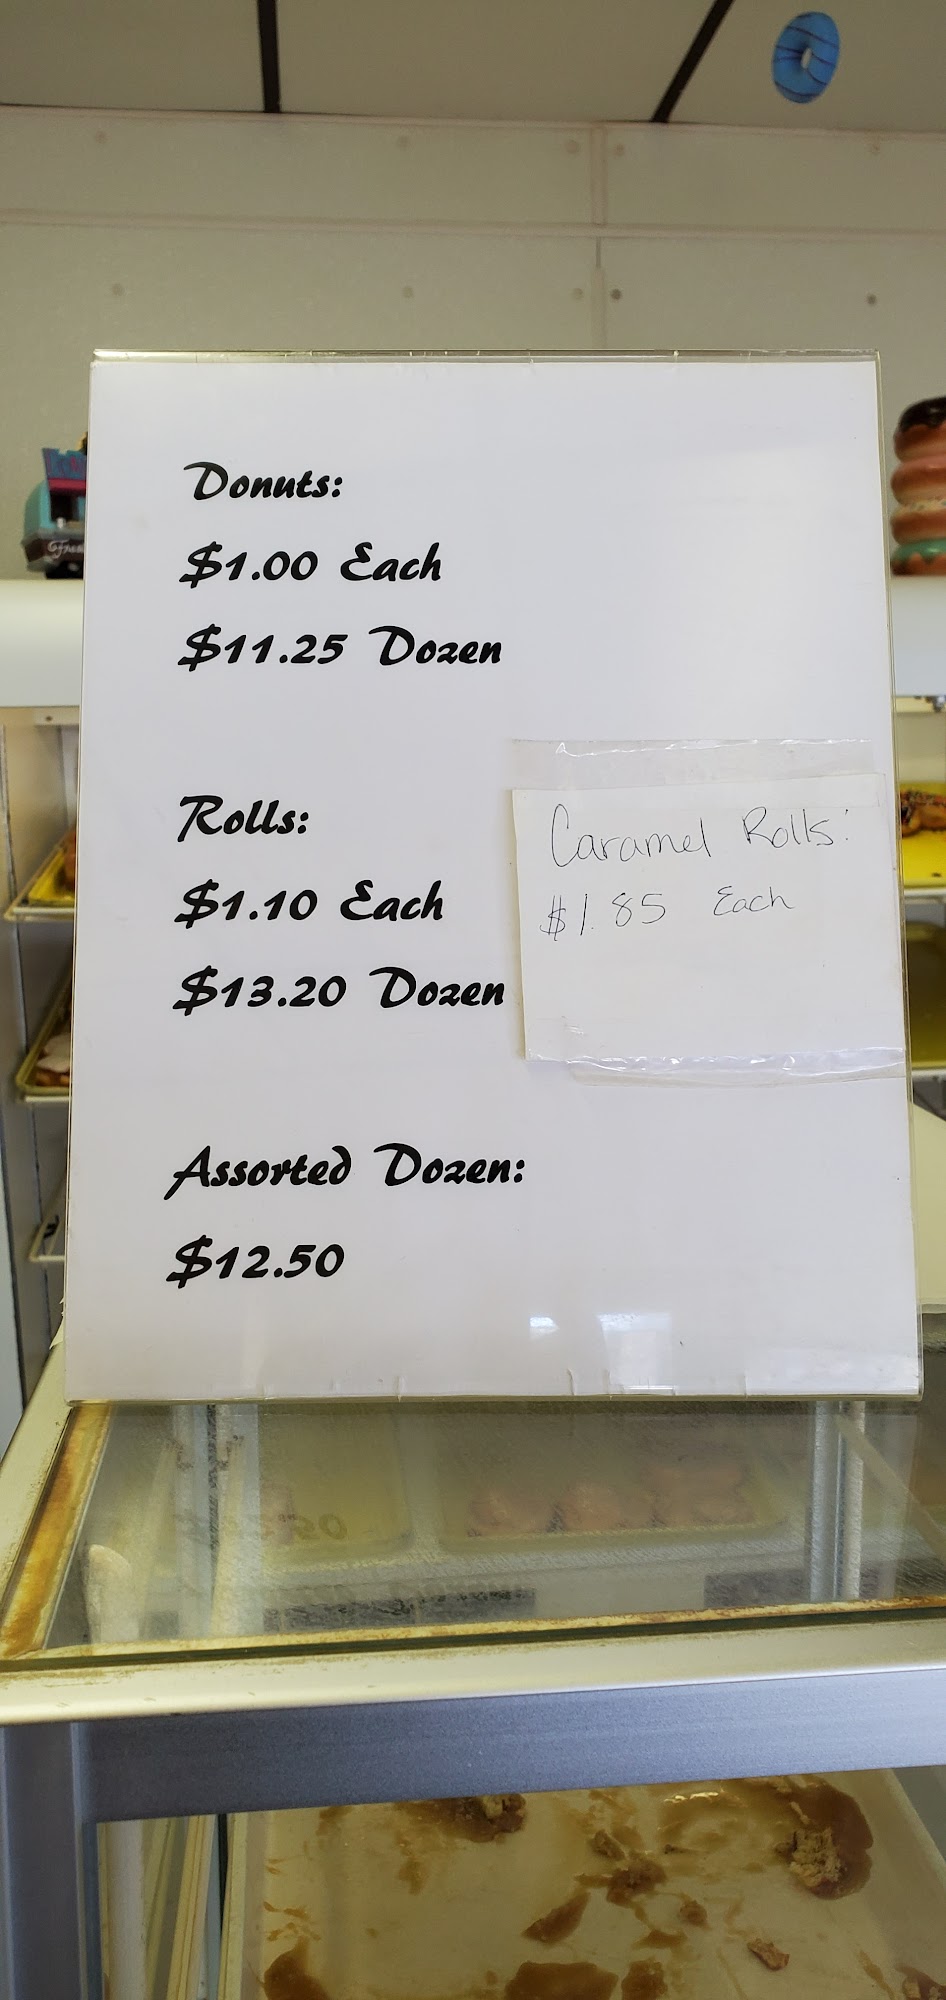 Donuts:
$1.00 Each
$11.25 Dozen
Rolls:
$1.10 Each
$13.20 Dozen
Caramel Rolls:
$1.85 Each
Assorted Dozen:
$12.50